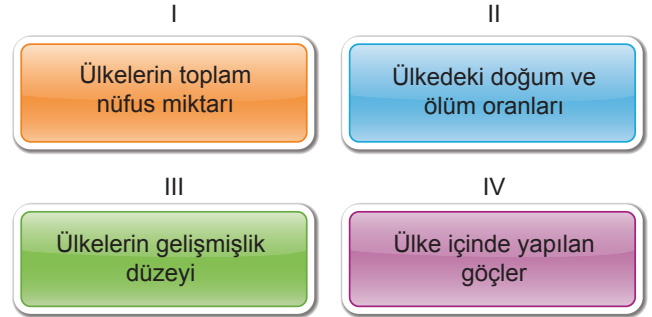 I
Ülkelerin toplam
nüfus miktarı
II
Ülkedeki doğum ve
ölüm oranları
III
Ülkelerin gelişmişlik
düzeyi
IV
Ülke içinde yapılan
göçler